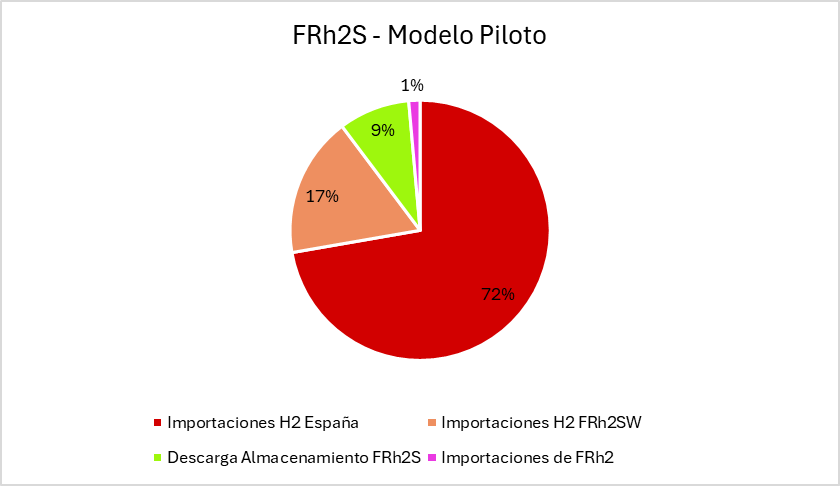 FRh2S - Modelo Piloto
1%
9%
17%
72%
Importaciones H2 España
Importaciones H2 FRh2SW
Descarga Almacenamiento FRh2S
Importaciones de FRh2